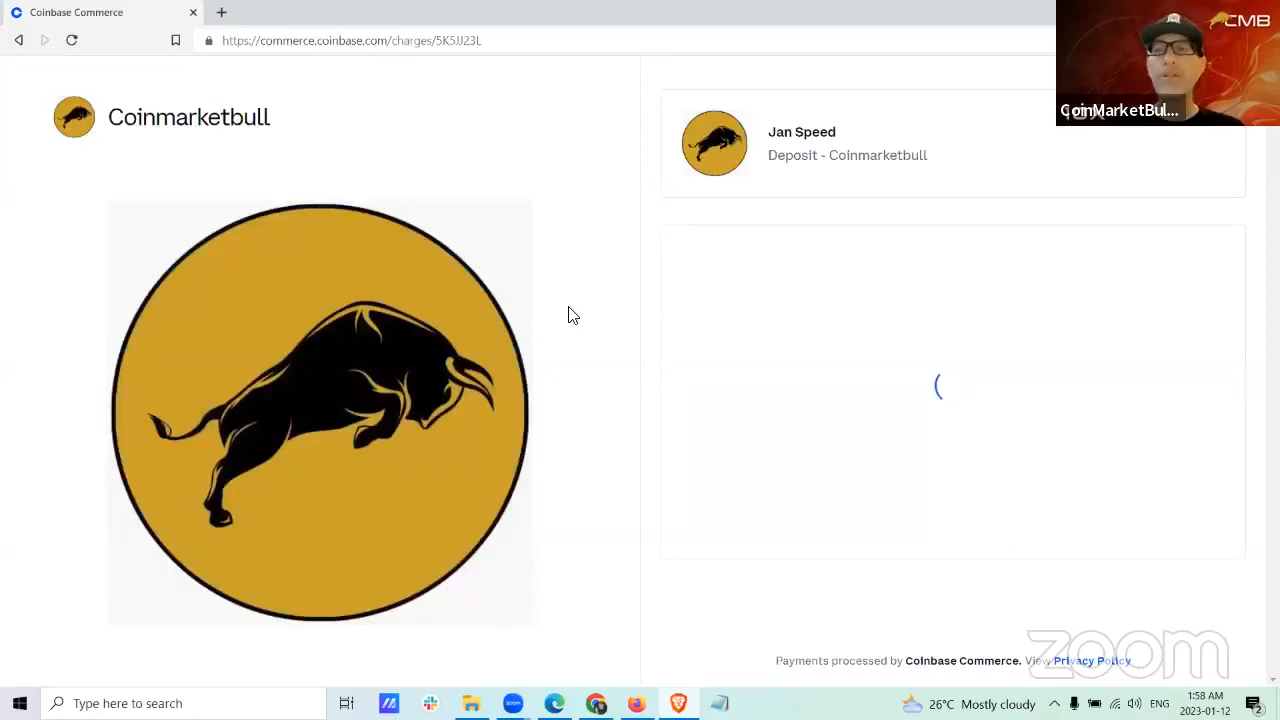 Coinbase Commerce
https://commerce.coinbase.com/charges/5K5JJ23L
CMB
CoinMarketBul...
Coinmarketbull
Jan Speed
Deposit - Coinmarketbull
Payments processed by Coinbase Commerce. View Privacy Policy
zoom
Type here to search
zoom
26°C Mostly cloudy
ENG
1:58 AM
2023-01-12
2